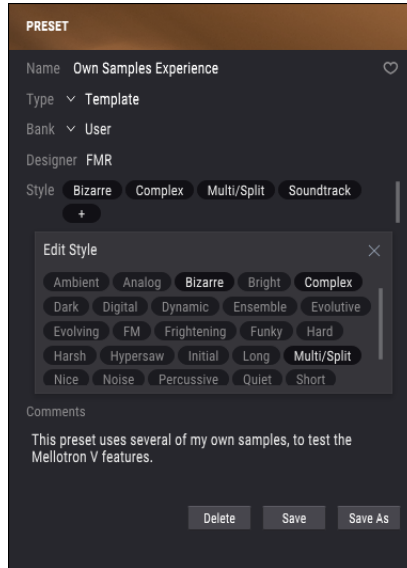 PRESET
Name Own Samples Experience
Type Template
Bank User
Designer FMR
Style Bizarre Complex Multi/Split Soundtrack
+
Edit Style
Ambient Analog Bizarre Bright Complex
Dark Digital Dynamic Ensemble Evolutive
Evolving FM Frightening Funky Hard
Harsh Hypersaw Initial Long Multi/Split
Nice Noise Percussive Quiet Short
Comments
This preset uses several of my own samples, to test the
Mellotron V features.
Delete Save Save As